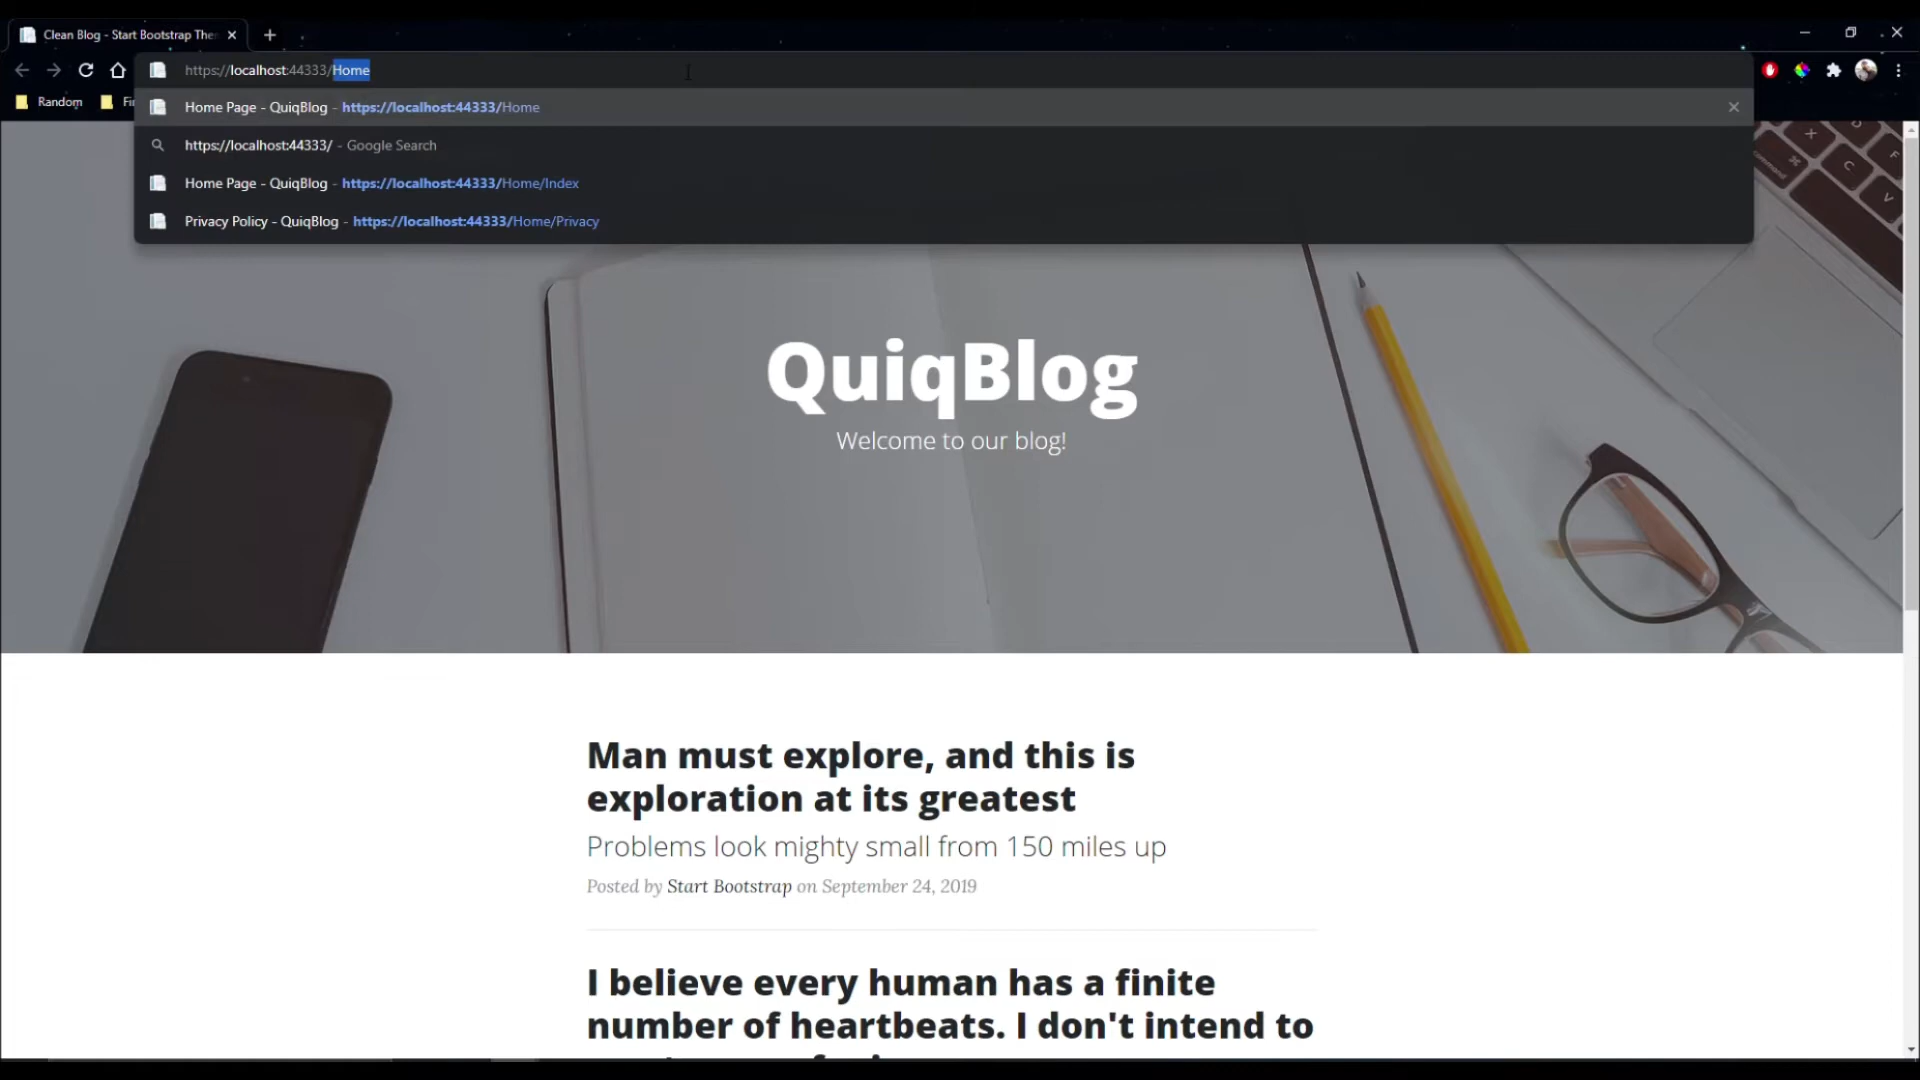 Clean Blog - Start Bootstrap The
https://localhost:44333/Home
Random
Fi
Home Page - QuiqBlog - https://localhost:44333/Home
https://localhost:44333/ - Google Search
Home Page - QuiqBlog - https://localhost:44333/Home/Index
Privacy Policy - QuiqBlog - https://localhost:44333/Home/Privacy
command
C
V
QuiqBlog
Welcome to our blog!
Man must explore, and this is
exploration at its greatest
Problems look mighty small from 150 miles up
Posted by Start Bootstrap on September 24, 2019
I believe every human has a finite
number of heartbeats. I don't intend to